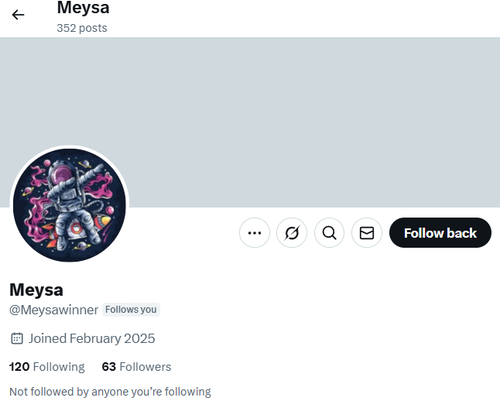 Meysa
352 posts
Follow back
Meysa
@Meysawinner Follows you
Joined February 2025
120 Following 63 Followers
Not followed by anyone you’re following